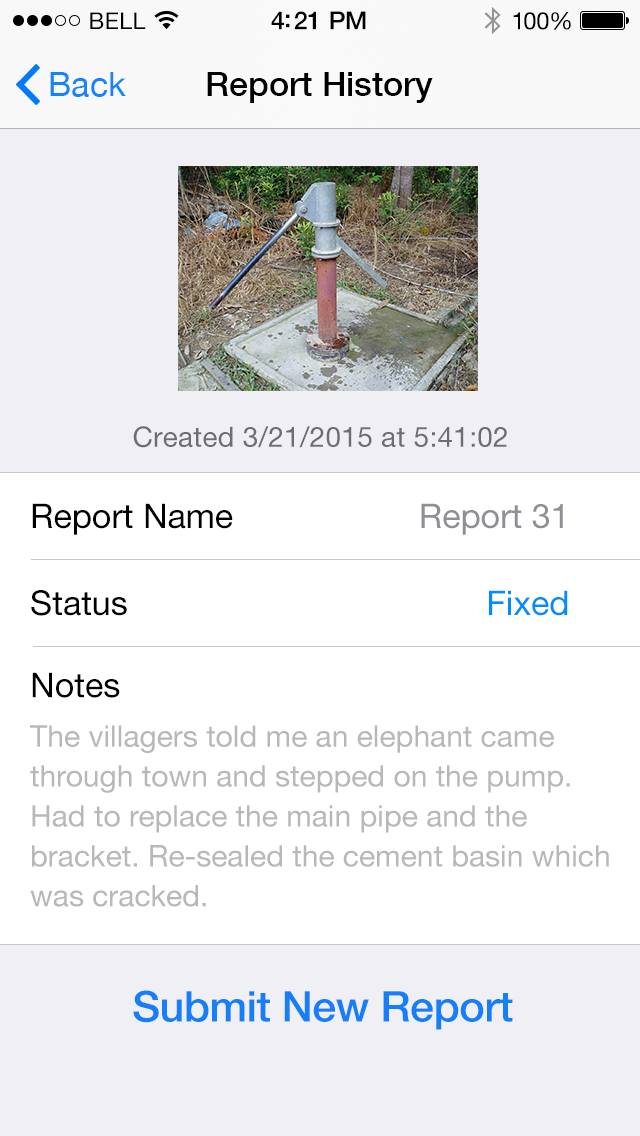 BELL 4:21 PM 100%
Back Report History
Created 3/21/2015 at 5:41:02
Report Name Report 31
Status Fixed
Notes
The villagers told me an elephant came
through town and stepped on the pump.
Had to replace the main pipe and the
bracket. Re-sealed the cement basin which
was cracked.
Submit New Report